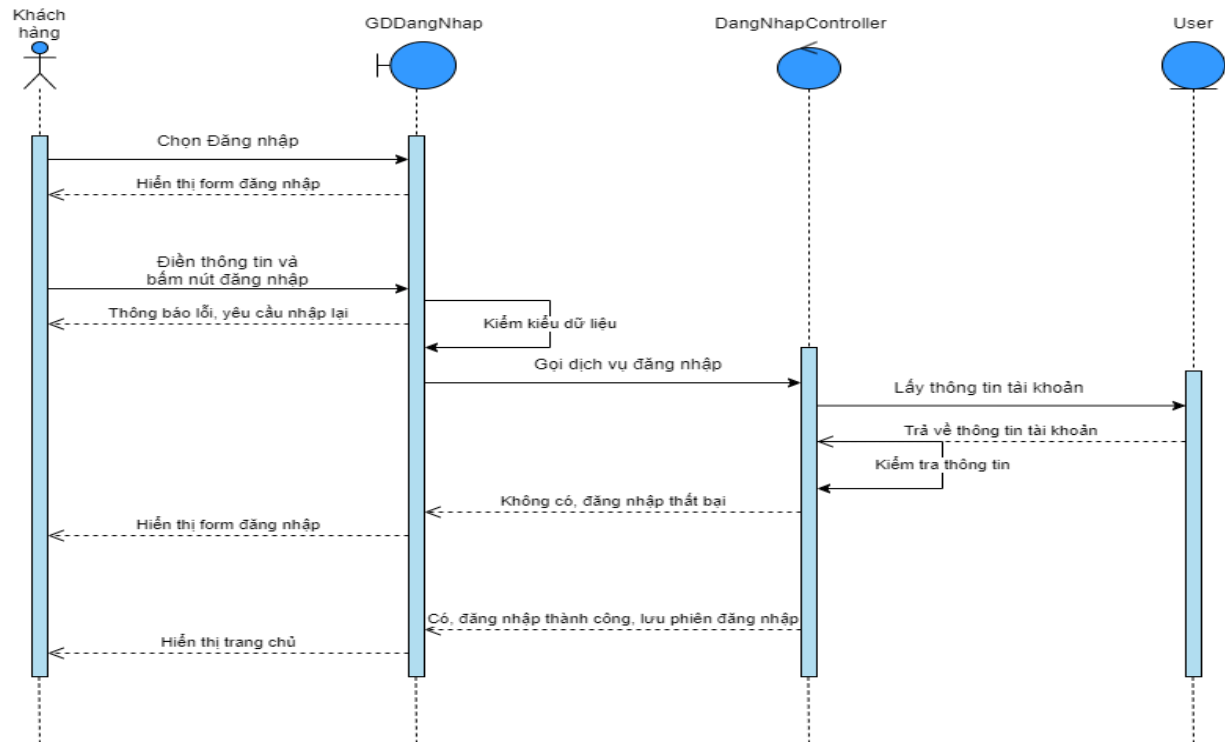 Khách
hàng
GDDangNhap
DangNhapController
User
Chọn Đăng nhập
Hiển thị form đăng nhập
Điền thông tin và
bấm nút đăng nhập
Thông báo lỗi, yêu cầu nhập lại
Kiểm kiểu dữ liệu
Gọi dịch vụ đăng nhập
Lấy thông tin tài khoản
Trả về thông tin tài khoản
Kiểm tra thông tin
Không có, đăng nhập thất bại
Hiển thị form đăng nhập
Có, đăng nhập thành công, lưu phiên đăng nhập
Hiển thị trang chủ